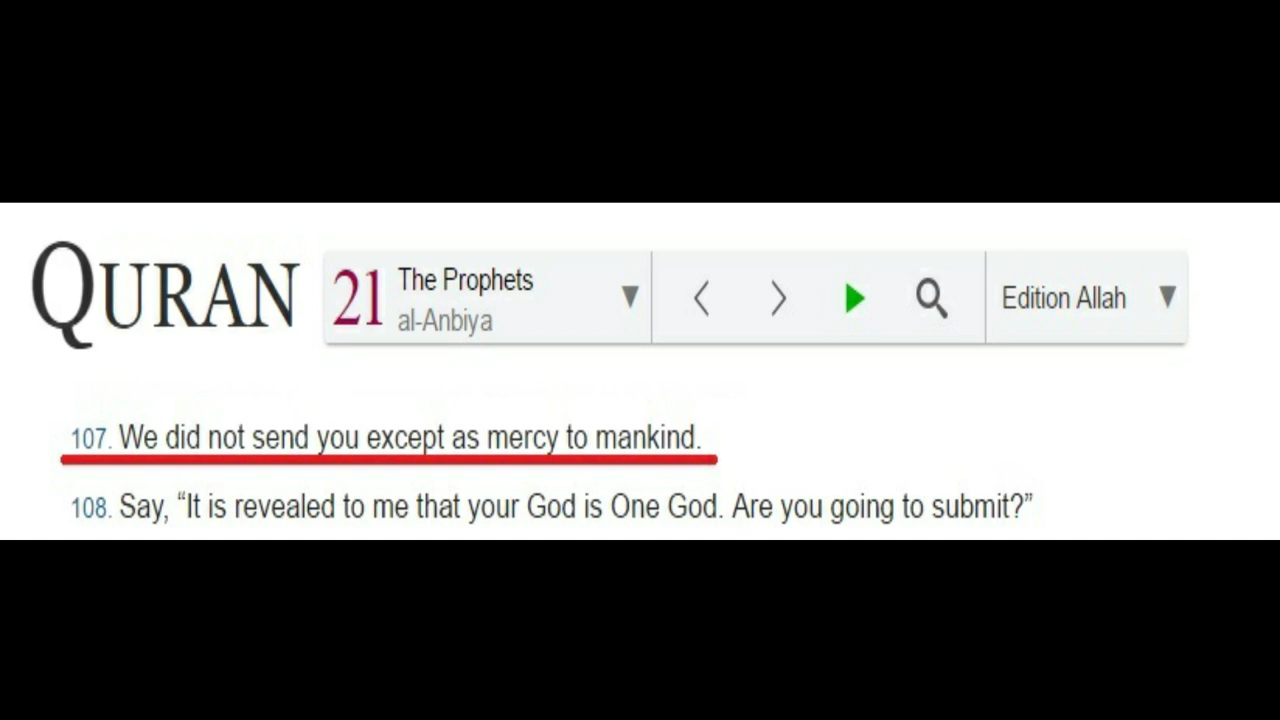 QURAN
21 The Prophets
al-Anbiya
Edition Allah
107. We did not send you except as mercy to mankind.
108. Say, “It is revealed to me that your God is One God. Are you going to submit?”